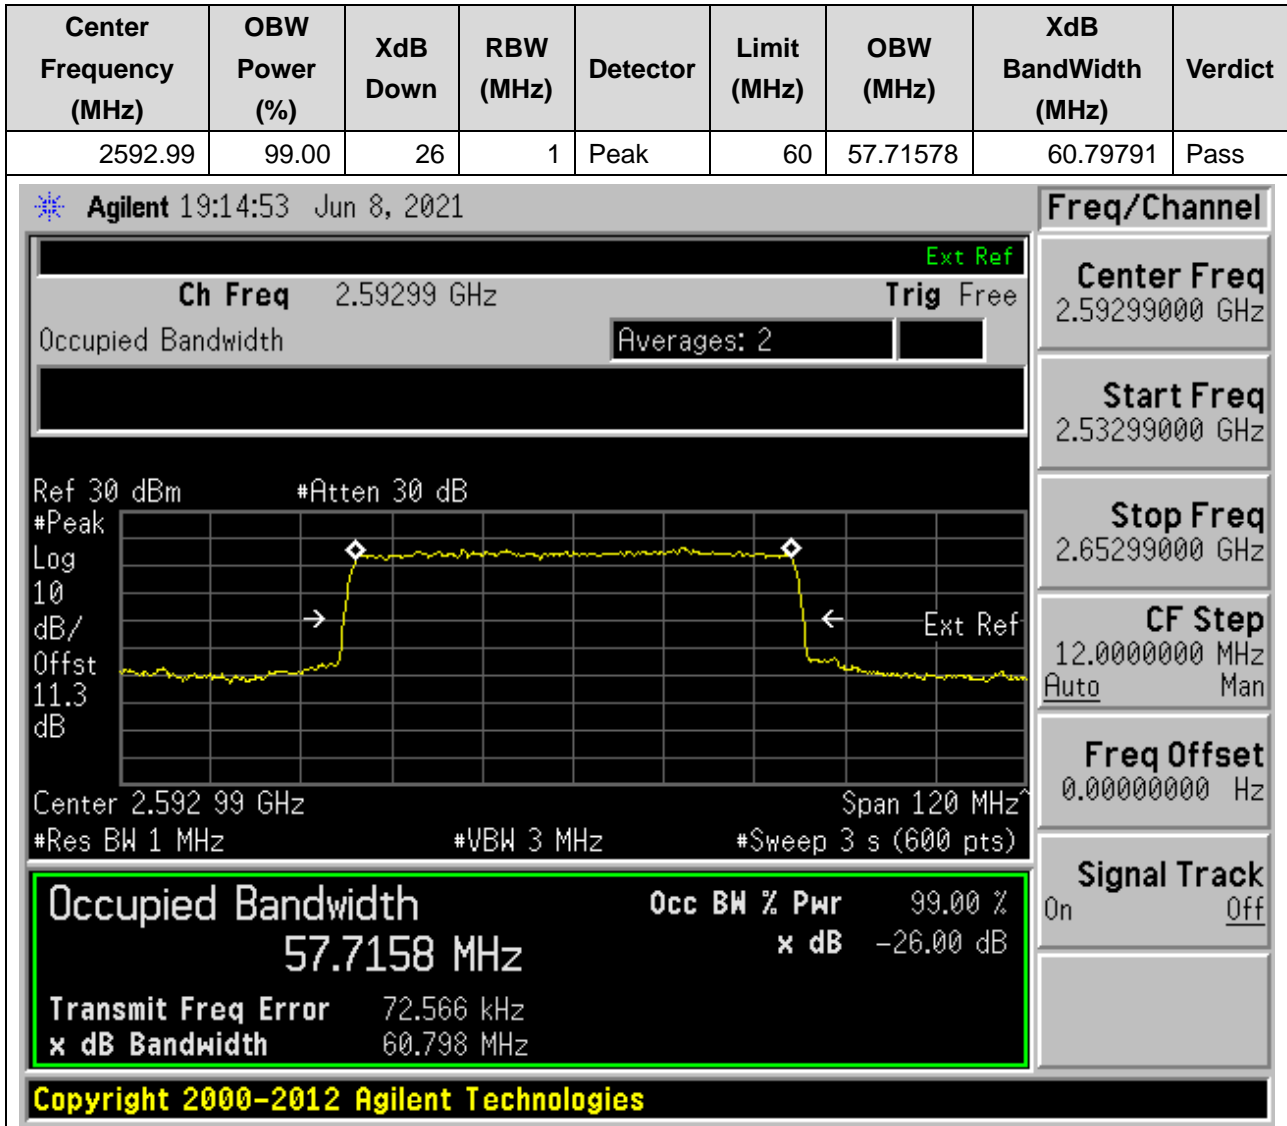 Center Frequency (MHz) OBW Power (%) XdB Down RBW (MHz) Detector Limit (MHz) OBW (MHz) XdB BandWidth (MHz) Verdict
2592.99 99.00 26 1 Peak 60 57.71578 60.79791 Pass
Agilent 19:14:53 Jun 8, 2021
Freq/Channel
Ext Ref
Ch Freq 2.59299 GHz Trig Free
Occupied Bandwidth Averages: 2
Center Freq
2.59299000 GHz
Start Freq
2.53299000 GHz
Stop Freq
2.65299000 GHz
CF Step
12.0000000 MHz
Auto Man
Freq Offset
0.00000000 Hz
Signal Track
On Off
Ref 30 dBm #Atten 30 dB
#Peak
Log
10
dB/
Offst
11.3
dB
Ext Ref
Center 2.592 99 GHz Span 120 MHz^
#Res BW 1 MHz #VBW 3 MHz #Sweep 3 s (600 pts)
Occupied Bandwidth
57.7158 MHz
Occ BW % Pwr 99.00 %
x dB -26.00 dB
Transmit Freq Error 72.566 kHz
x dB Bandwidth 60.798 MHz
Copyright 2000-2012 Agilent Technologies